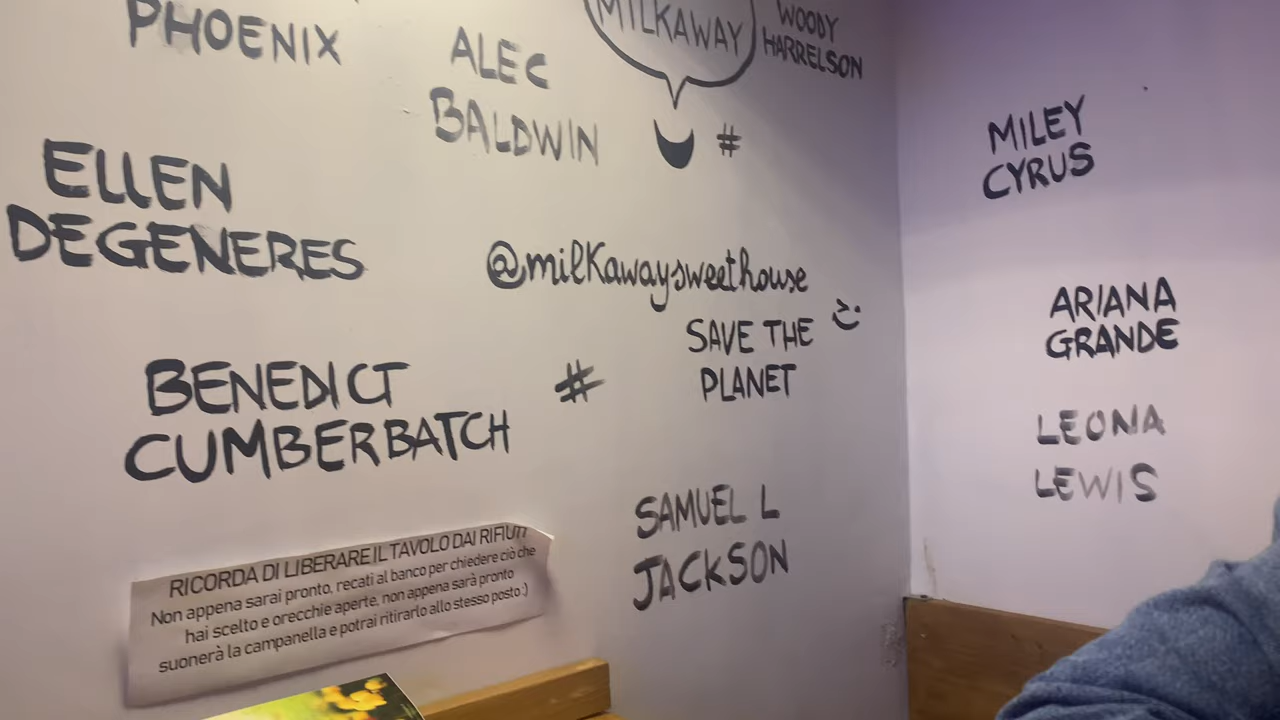 PHOENIX
ALEC
BALDWIN
MILKAWAY
WOODY
HARRELSON
#
ELLEN
DEGENERES
@milkawaysweethouse
SAVE THE
PLANET
:)
BENEDICT
CUMBERBATCH
#
SAMUEL L
JACKSON
MILEY
CYRUS
ARIANA
GRANDE
LEONA
LEWIS
RICORDA DI LIBERARE IL TAVOLO DAI RIFIUTI
Non appena sarai pronto, recati al banco per chiedere ciò che
hai scelto e orecchie aperte, non appena sarà pronto
suonerà la campanella e potrai ritirarlo allo stesso posto :)